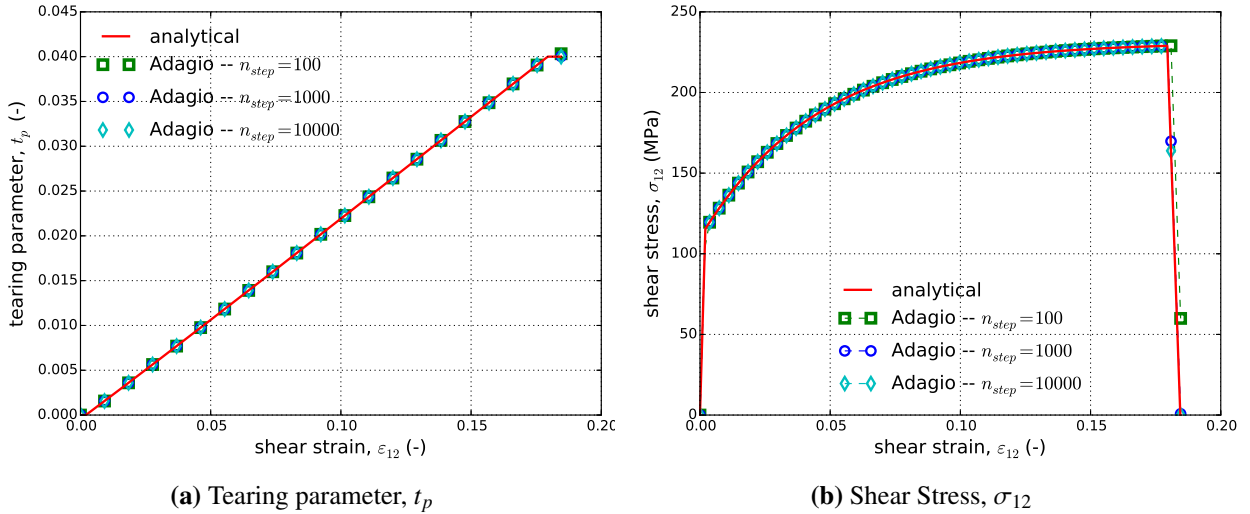 0.045
0.040
0.035
0.030
0.025
0.020
0.015
0.010
0.005
0.000
0.00 0.05 0.10 0.15 0.20
tearing parameter, t_p (-)
shear strain, ε_12 (-)
analytical
Adagio -- n_step=100
Adagio -- n_step=1000
Adagio -- n_step=10000
(a) Tearing parameter, t_p
250
200
150
100
50
0
0.00 0.05 0.10 0.15 0.20
shear stress, σ_12 (MPa)
shear strain, ε_12 (-)
analytical
Adagio -- n_step=100
Adagio -- n_step=1000
Adagio -- n_step=10000
(b) Shear Stress, σ_12